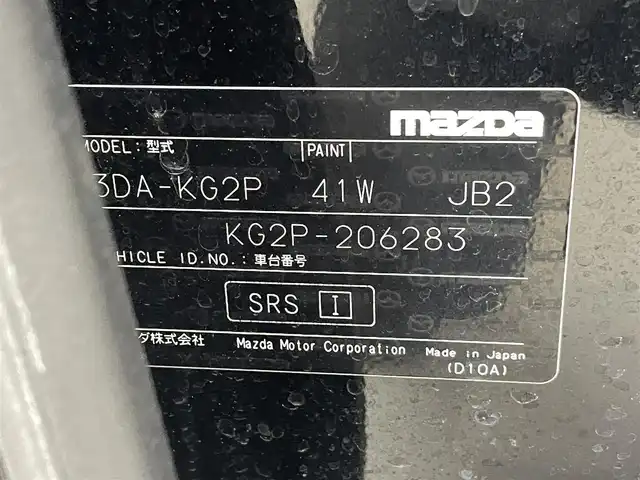 mazda
MODEL: 型式 PAINT
3DA-KG2P 41W JB2
KG2P-206283
HICLE ID.NO.: 車台番号
SRS I
ダ株式会社 Mazda Motor Corporation Made in Japan
(D10A)